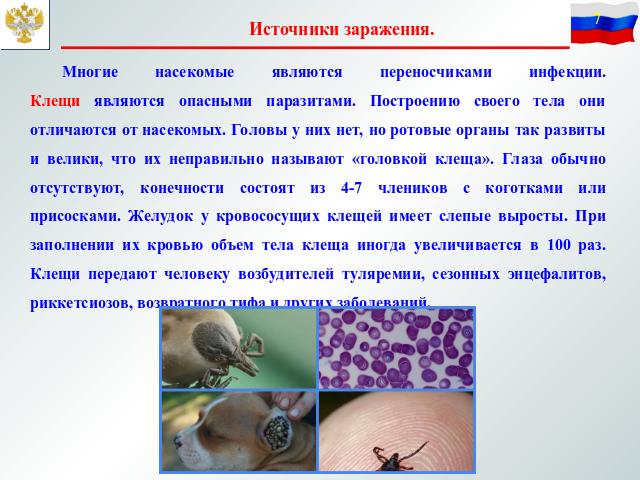 Источники заражения.
7
Многие насекомые являются переносчиками инфекции.
Клещи являются опасными паразитами. Построению своего тела они
отличаются от насекомых. Головы у них нет, но ротовые органы так развиты
и велики, что их неправильно называют «головкой клеща». Глаза обычно
отсутствуют, конечности состоят из 4-7 члеников с коготками или
присосками. Желудок у кровососущих клещей имеет слепые выросты. При
заполнении их кровью объем тела клеща иногда увеличивается в 100 раз.
Клещи передают человеку возбудителей туляремии, сезонных энцефалитов,
риккетсиозов, возвратного тифа и других заболеваний.